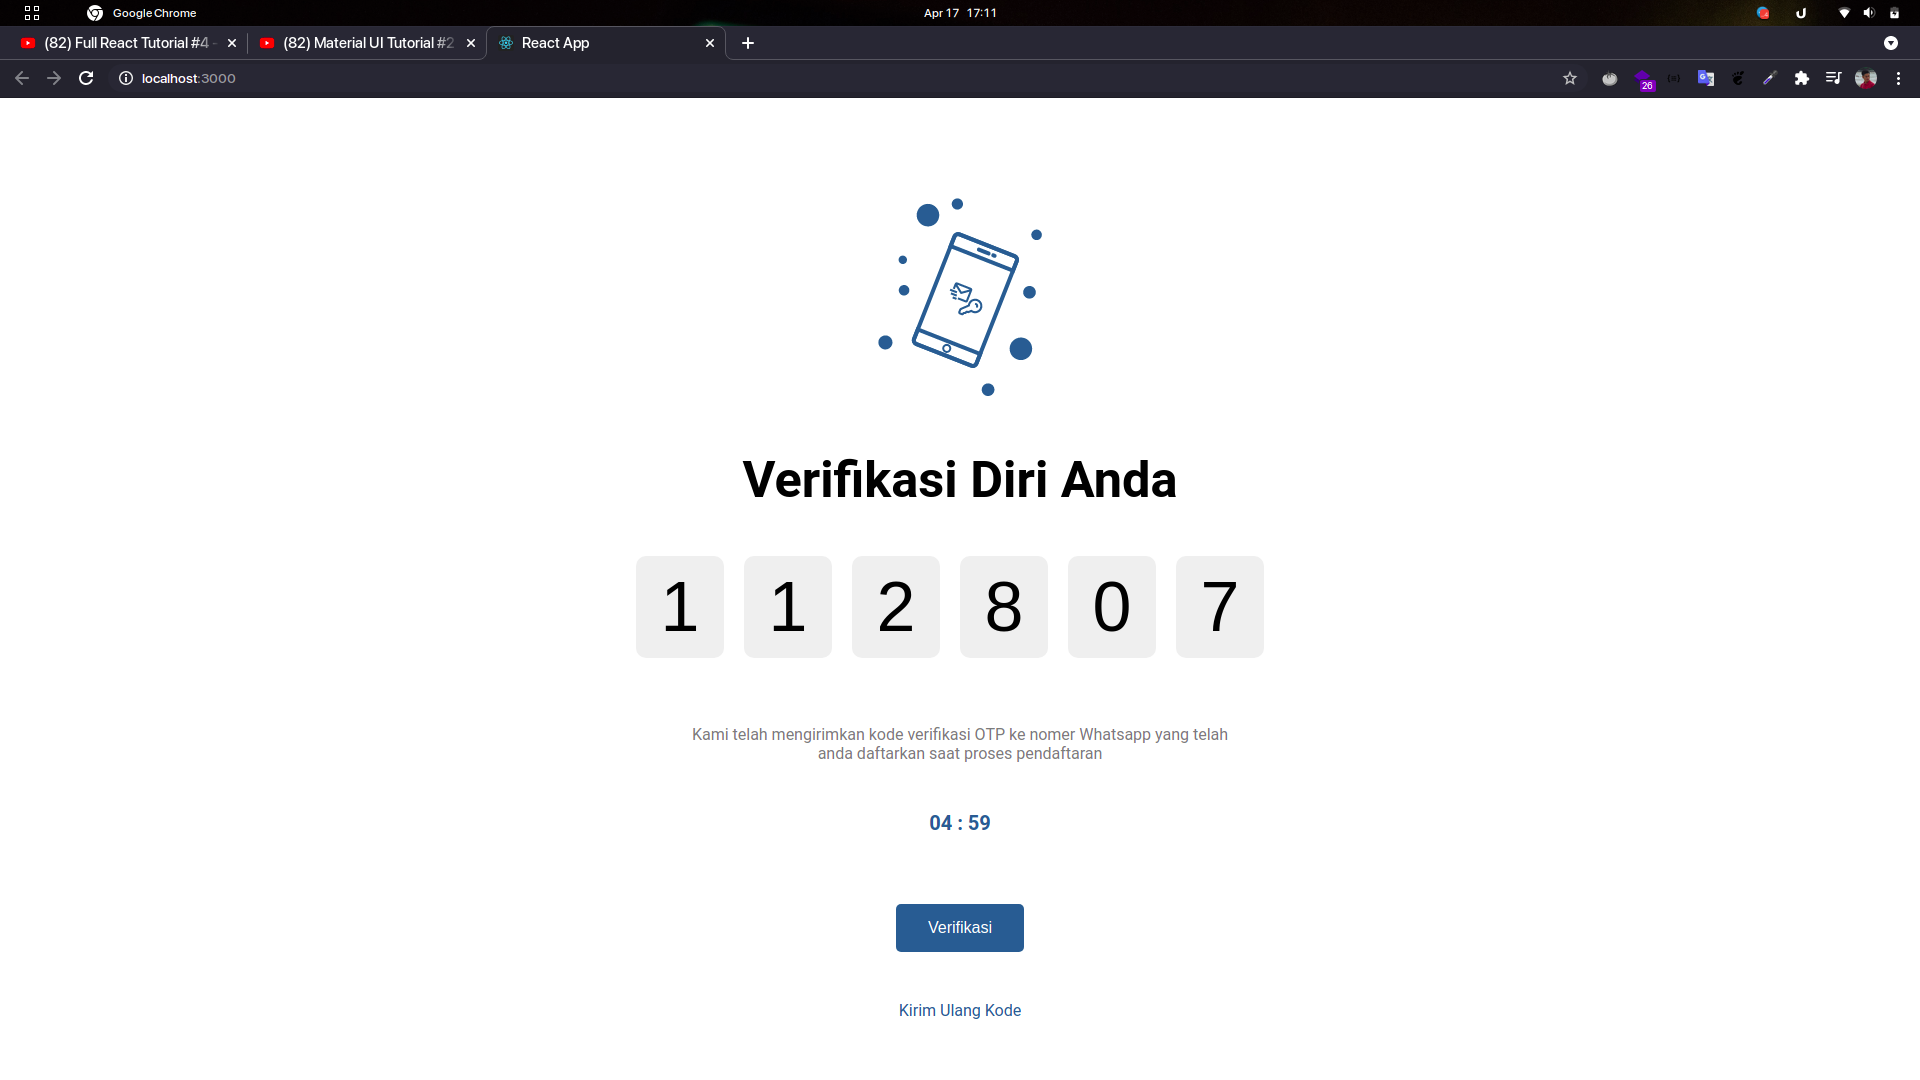 Google Chrome
Apr 17 17:11
(82) Full React Tutorial #4 -
(82) Material UI Tutorial #2
React App
localhost:3000
26
Verifikasi Diri Anda
1 1 2 8 0 7
Kami telah mengirimkan kode verifikasi OTP ke nomer Whatsapp yang telah
anda daftarkan saat proses pendaftaran
04 : 59
Verifikasi
Kirim Ulang Kode